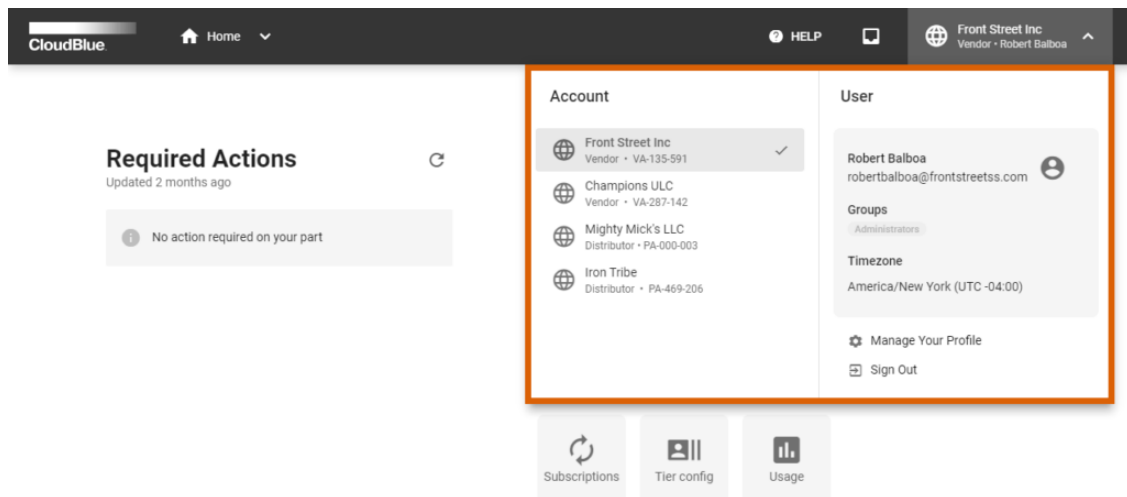 CloudBlue.
Home
HELP
Front Street Inc
Vendor • Robert Balboa
Required Actions
Updated 2 months ago
No action required on your part
Account
Front Street Inc
Vendor • VA-135-591
Champions ULC
Vendor • VA-287-142
Mighty Mick's LLC
Distributor • PA-000-003
Iron Tribe
Distributor • PA-469-206
User
Robert Balboa
robertbalboa@frontstreetss.com
Groups
Administrators
Timezone
America/New York (UTC -04:00)
Manage Your Profile
Sign Out
Subscriptions
Tier config
Usage